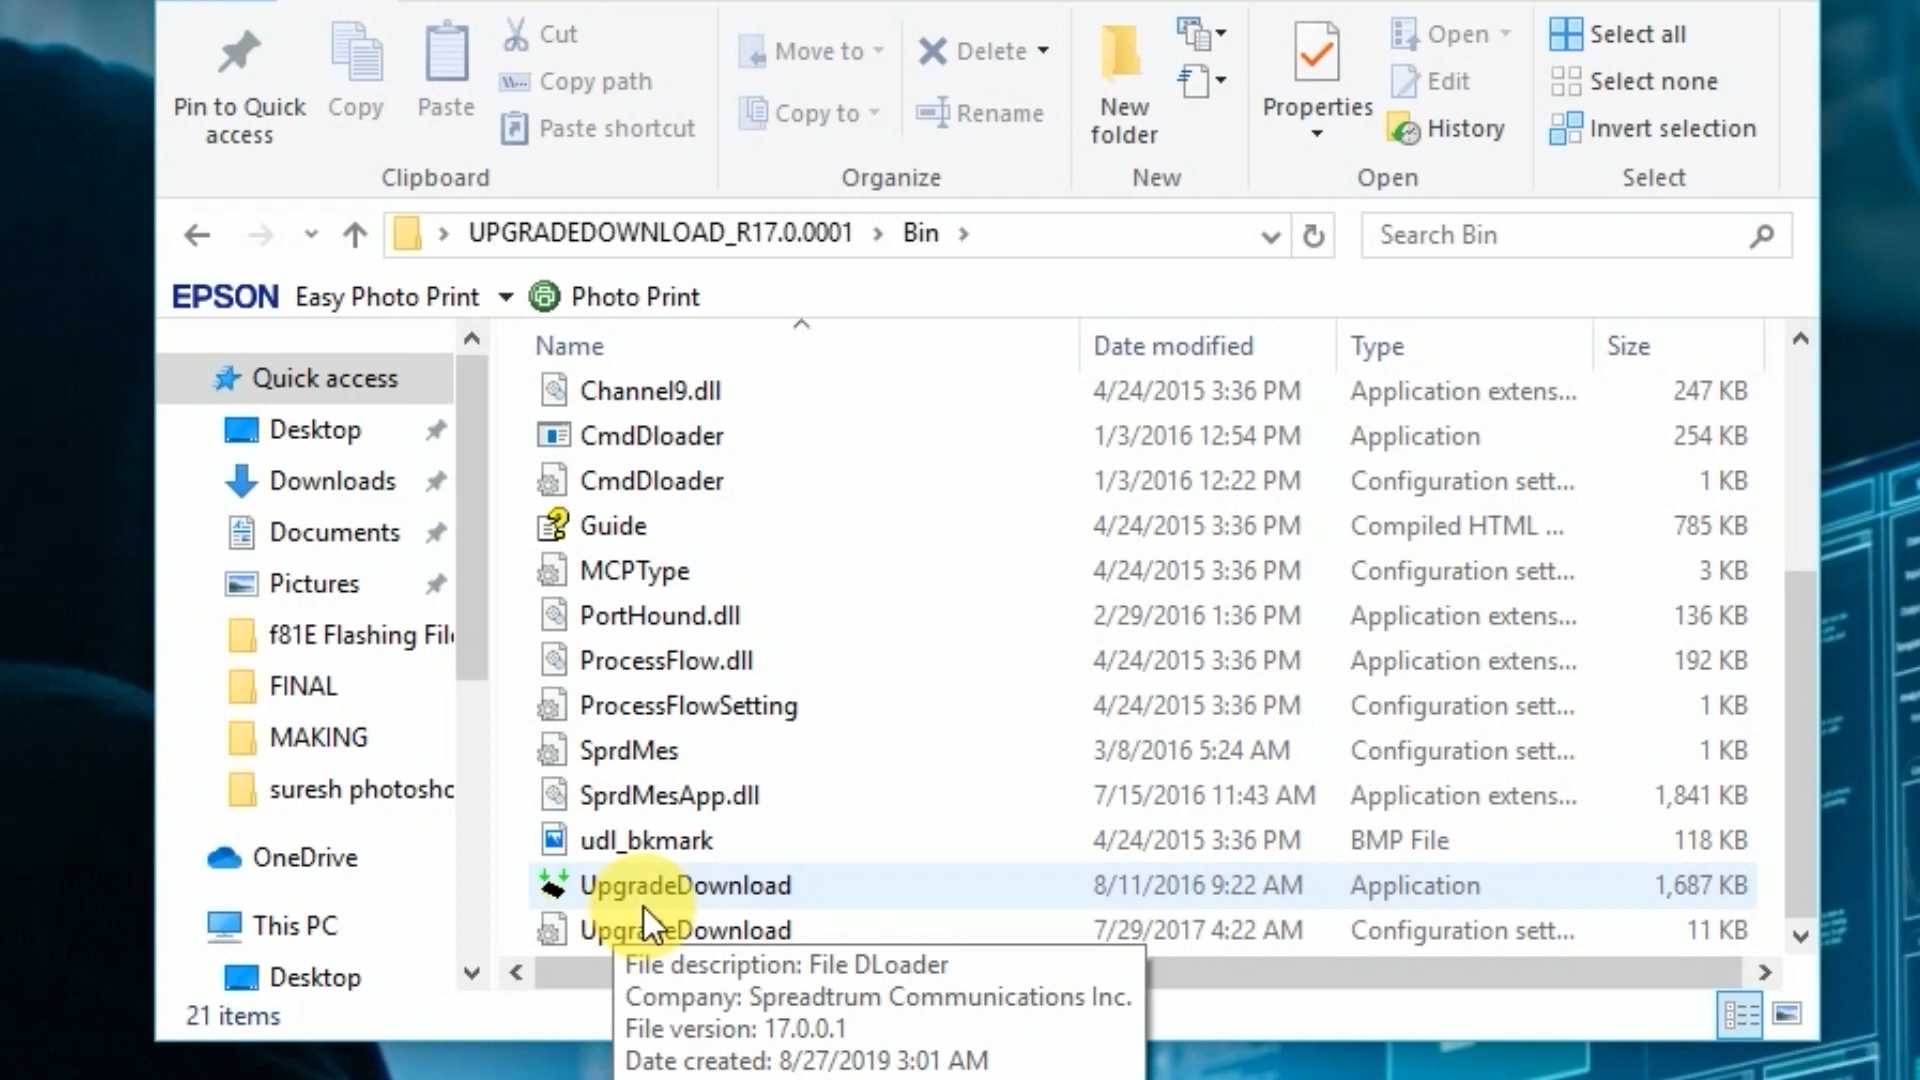 Pin to Quick access
Copy
Paste
Cut
Copy path
Paste shortcut
Clipboard
Move to
Copy to
Delete
Rename
Organize
New folder
New
Properties
Open
Edit
History
Open
Select all
Select none
Invert selection
Select
UPGRADEDOWNLOAD_R17.0.0001 > Bin >
Search Bin
EPSON Easy Photo Print Photo Print
Quick access
Desktop
Downloads
Documents
Pictures
f81E Flashing Fil
FINAL
MAKING
suresh photosho
OneDrive
This PC
Desktop
Name Date modified Type Size
Channel9.dll 4/24/2015 3:36 PM Application extens... 247 KB
CmdDloader 1/3/2016 12:54 PM Application 254 KB
CmdDloader 1/3/2016 12:22 PM Configuration sett... 1 KB
Guide 4/24/2015 3:36 PM Compiled HTML ... 785 KB
MCPType 4/24/2015 3:36 PM Configuration sett... 3 KB
PortHound.dll 2/29/2016 1:36 PM Application extens... 136 KB
ProcessFlow.dll 4/24/2015 3:36 PM Application extens... 192 KB
ProcessFlowSetting 4/24/2015 3:36 PM Configuration sett... 1 KB
SprdMes 3/8/2016 5:24 AM Configuration sett... 1 KB
SprdMesApp.dll 7/15/2016 11:43 AM Application extens... 1,841 KB
udl_bkmark 4/24/2015 3:36 PM BMP File 118 KB
UpgradeDownload 8/11/2016 9:22 AM Application 1,687 KB
UpgradeDownload 7/29/2017 4:22 AM Configuration sett... 11 KB
File description: File DLoader
Company: Spreadtrum Communications Inc.
File version: 17.0.0.1
Date created: 8/27/2019 3:01 AM
21 items